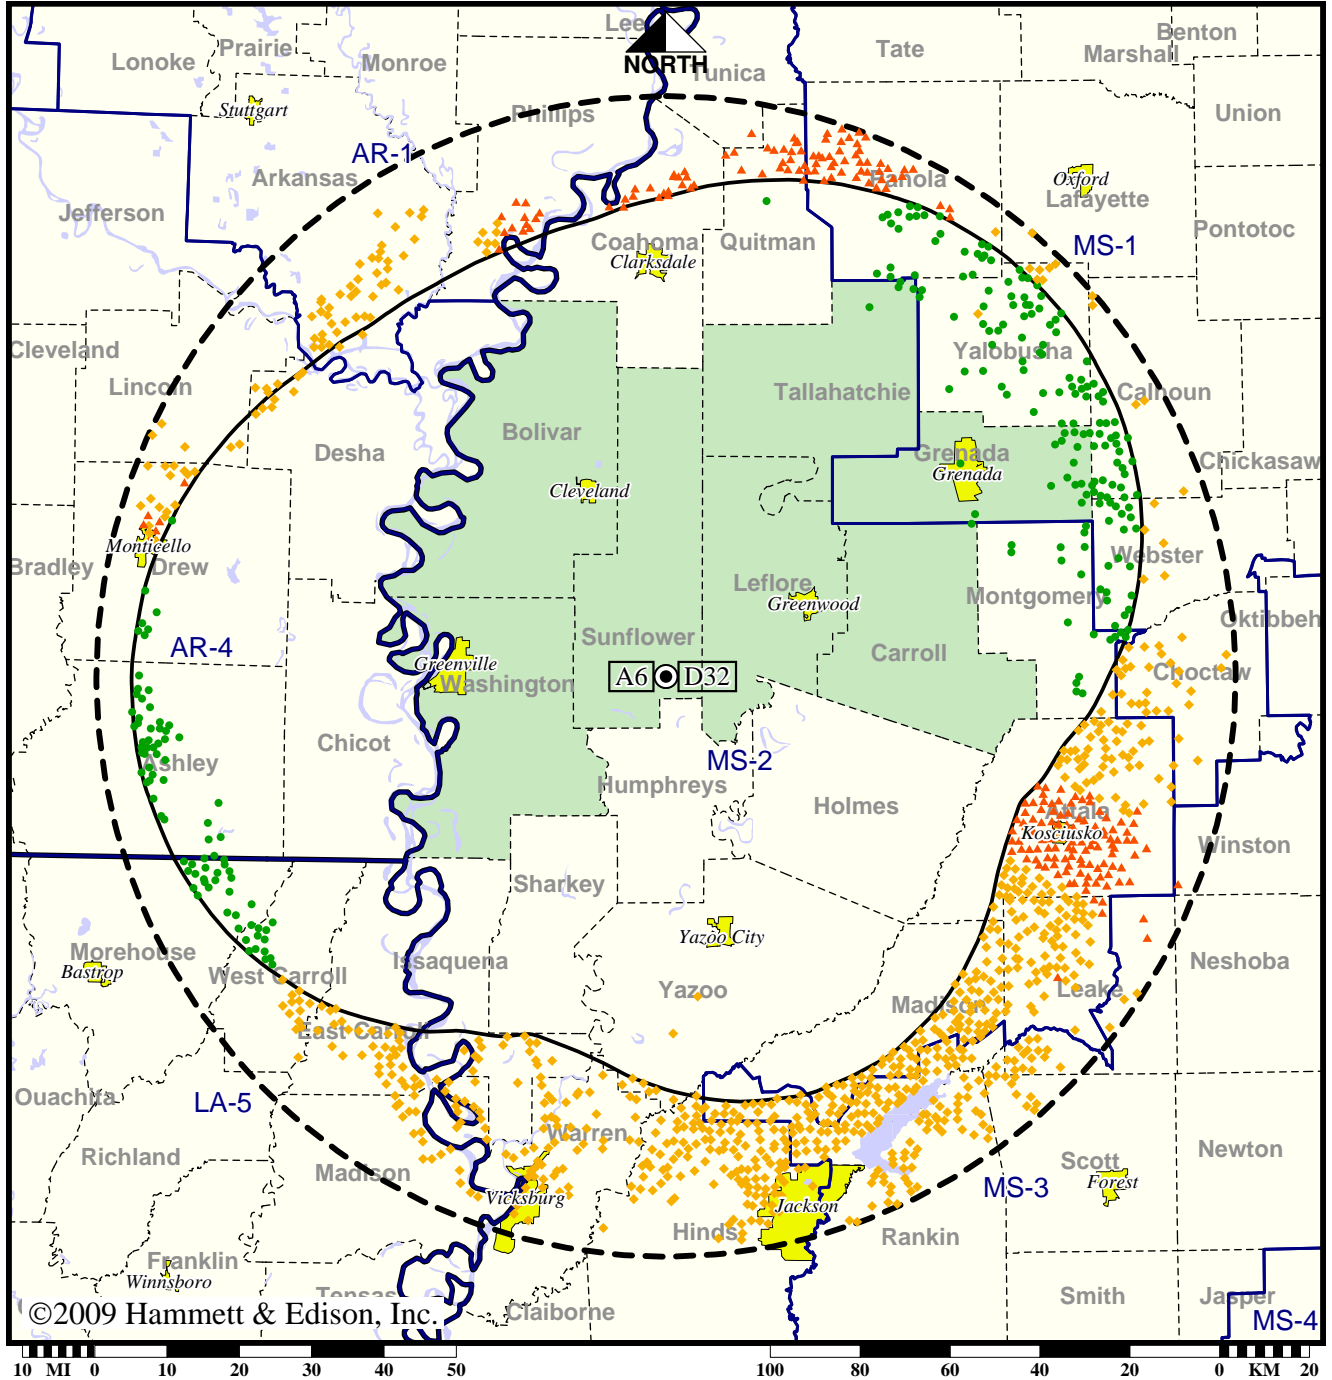 Lee
Prairie
Benton
Tate
Marshall
Lonoke
Monroe
NORTH
Tunica
Stuttgart
Phillips
Union
AR-1
Arkansas
Panola
Oxford
Lafayette
Jefferson
Pontotoc
Coahoma
Quitman
MS-1
Clarksdale
Cleveland
Yalobusha
Lincoln
Tallahatchie
Calhoun
Bolivar
Desha
Grenada
Chickasaw
Grenada
Cleveland
Monticello
Webster
Bradley
Drew
Leflore
Montgomery
Greenwood
Oktibbeh
Sunflower
AR-4
Carroll
Greenville
Choctaw
A6
D32
Washington
Chicot
MS-2
Ashley
Humphreys
Holmes
Attala
Kosciusko
Winston
Sharkey
Yazoo City
Morehouse
Issaquena
Neshoba
Bastrop
West Carroll
Yazoo
Leake
Madison
East Carroll
Ouachita
LA-5
Warren
Newton
Richland
Scott
Madison
Forest
MS-3
Vicksburg
Jackson
Hinds
Rankin
Franklin
Winnsboro
Tensas
Smith
Jasper
Claiborne
©2009 Hammett & Edison, Inc.
MS-4
10 MI 0 10 20 30 40 50
100 80 60 40 20 0 KM 20